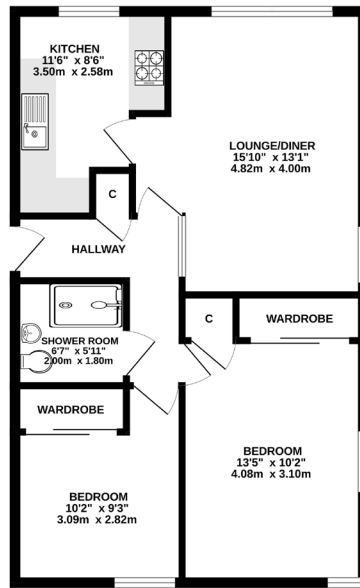 KITCHEN
11'6" x 8'6"
3.50m x 2.58m
LOUNGE/DINER
15'10" x 13'1"
4.82m x 4.00m
C
HALLWAY
SHOWER ROOM
6'7" x 5'11"
2.00m x 1.80m
C
WARDROBE
WARDROBE
BEDROOM
13'5" x 10'2"
4.08m x 3.10m
BEDROOM
10'2" x 9'3"
3.09m x 2.82m